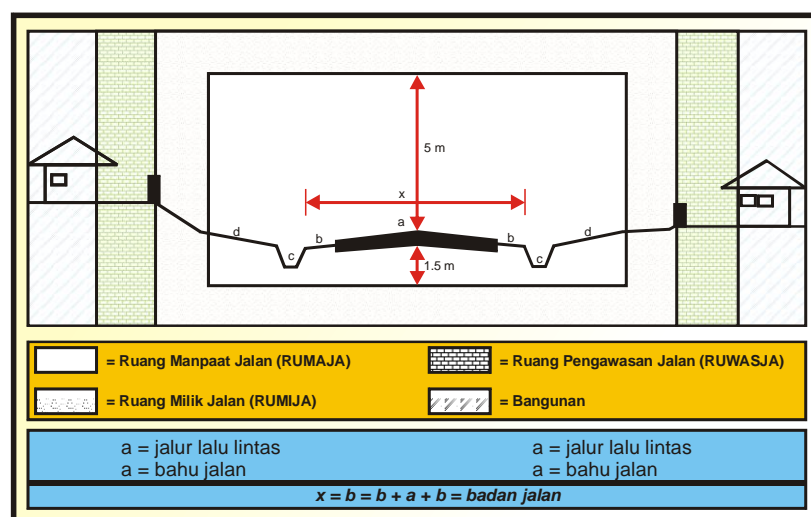 5 m
x
a
d
b
b
d
c
c
1.5 m
= Ruang Manpaat Jalan (RUMAJA)
= Ruang Pengawasan Jalan (RUWASJA)
= Ruang Milik Jalan (RUMIJA)
= Bangunan
a = jalur lalu lintas
a = jalur lalu lintas
a = bahu jalan
a = bahu jalan
x = b = b + a + b = badan jalan